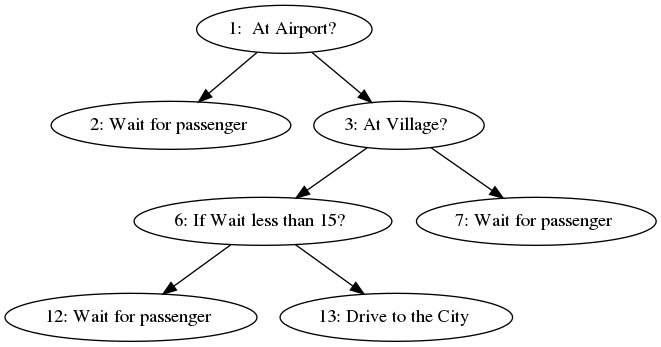 1:  At Airport?
2: Wait for passenger
3: At Village?
6: If Wait less than 15?
7: Wait for passenger
12: Wait for passenger
13: Drive to the City